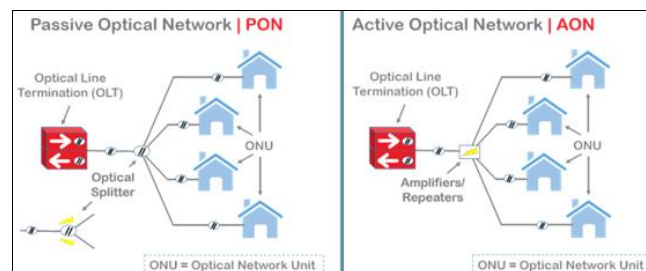 Passive Optical Network | PON
Optical Line
Termination (OLT)
ONU
Optical
Splitter
ONU = Optical Network Unit
Active Optical Network | AON
Optical Line
Termination (OLT)
ONU
Amplifiers/
Repeaters
ONU = Optical Network Unit